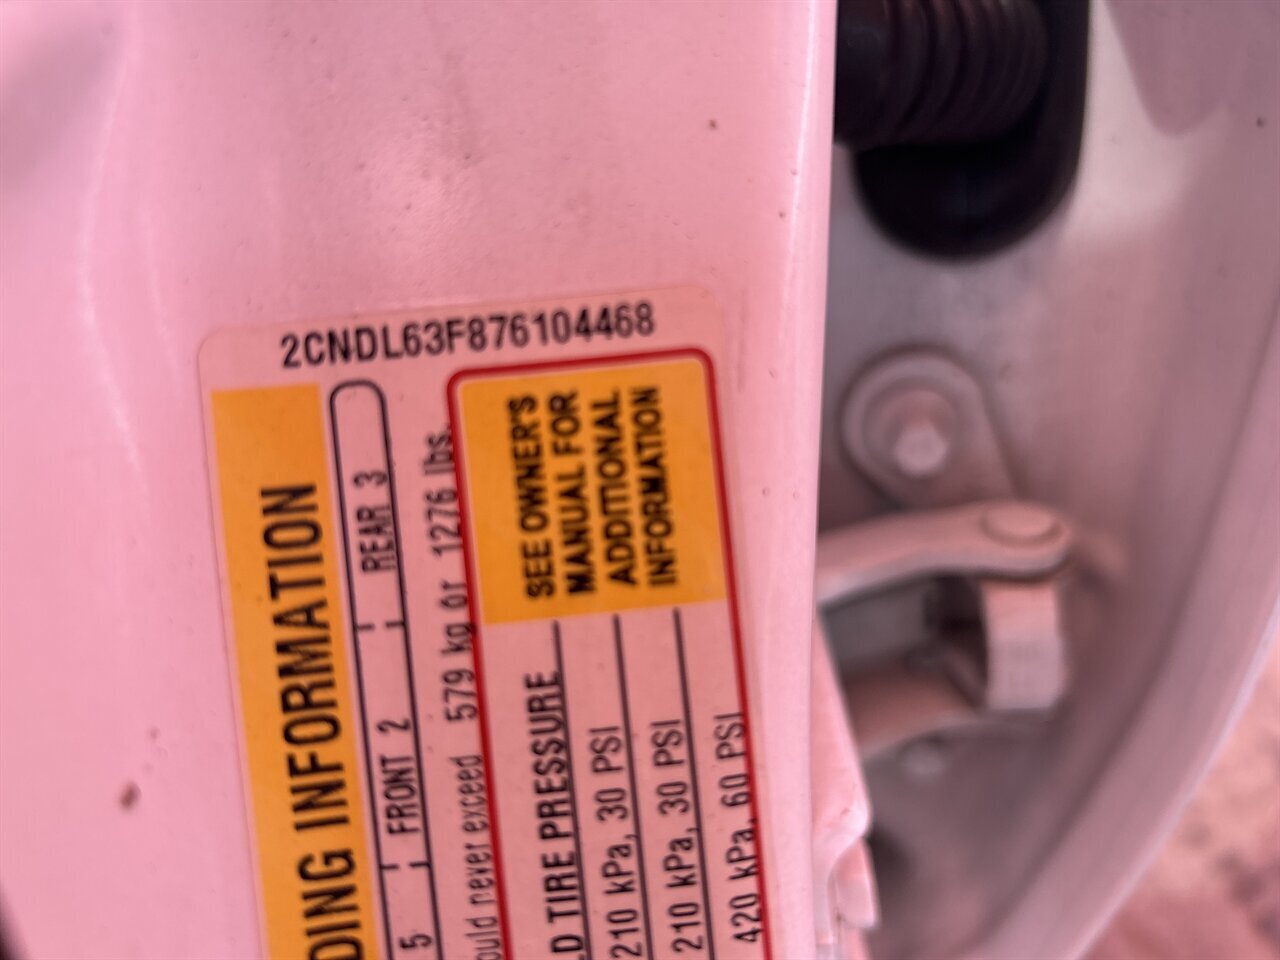 2CNDL63F876104468
DING INFORMATION
5 FRONT 2 REAR 3
ould never exceed 579 kg or 1276 lbs.
SEE OWNER'S
MANUAL FOR
ADDITIONAL
INFORMATION
LD TIRE PRESSURE
210 kPa, 30 PSI
210 kPa, 30 PSI
420 kPa, 60 PSI